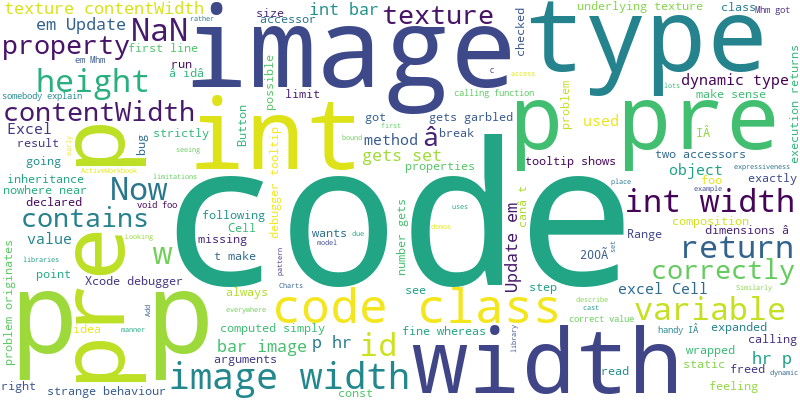 texture contentWidth
em Update
NaN
property
em Mhm
first line
run
â idâ
rather
size
accessor
int bar
texture
image
type
checked
underlying texture
class
Mhm got
height
somebody explain
contentWidth
possible
limit
c
access
calling function
lots
dynamic type
make sense
execution returns
Excel
result
early
p
bug
strictly
Button
int
got
method
â
gets garbled
break
bound
first
p
problem
used
pre
IÂ
going
seeing
gets set
properties
tooltip shows
two accessors
inheritance
nowhere near
ActiveWorkbook
limitations
debugger tooltip
object
exactly
expressiveness
declared
void foo
Now
code
uses
place
foo
example
int width
contains
following
Cell
number gets
wants
due
model
donc
Update em
canâ t
composition
value
missing
Range
dimensions â
problem originates
pre
Looking
libraries
w
t make
200Â
set
return
point
Xcode debugger
pattern
see
step
excel Cell
correctly
p
p
always
Charts
everywhere
describe
cast
Similarly
Add
code class
correct value
variable
idea
manner
computed simply
fine whereas
library
handy IÂ
expanded
bar image
p hr
id
width
wrapped
calling
right
arguments
read
static
hr p
strange behaviour
image width
const
feeling
freed
dynamic